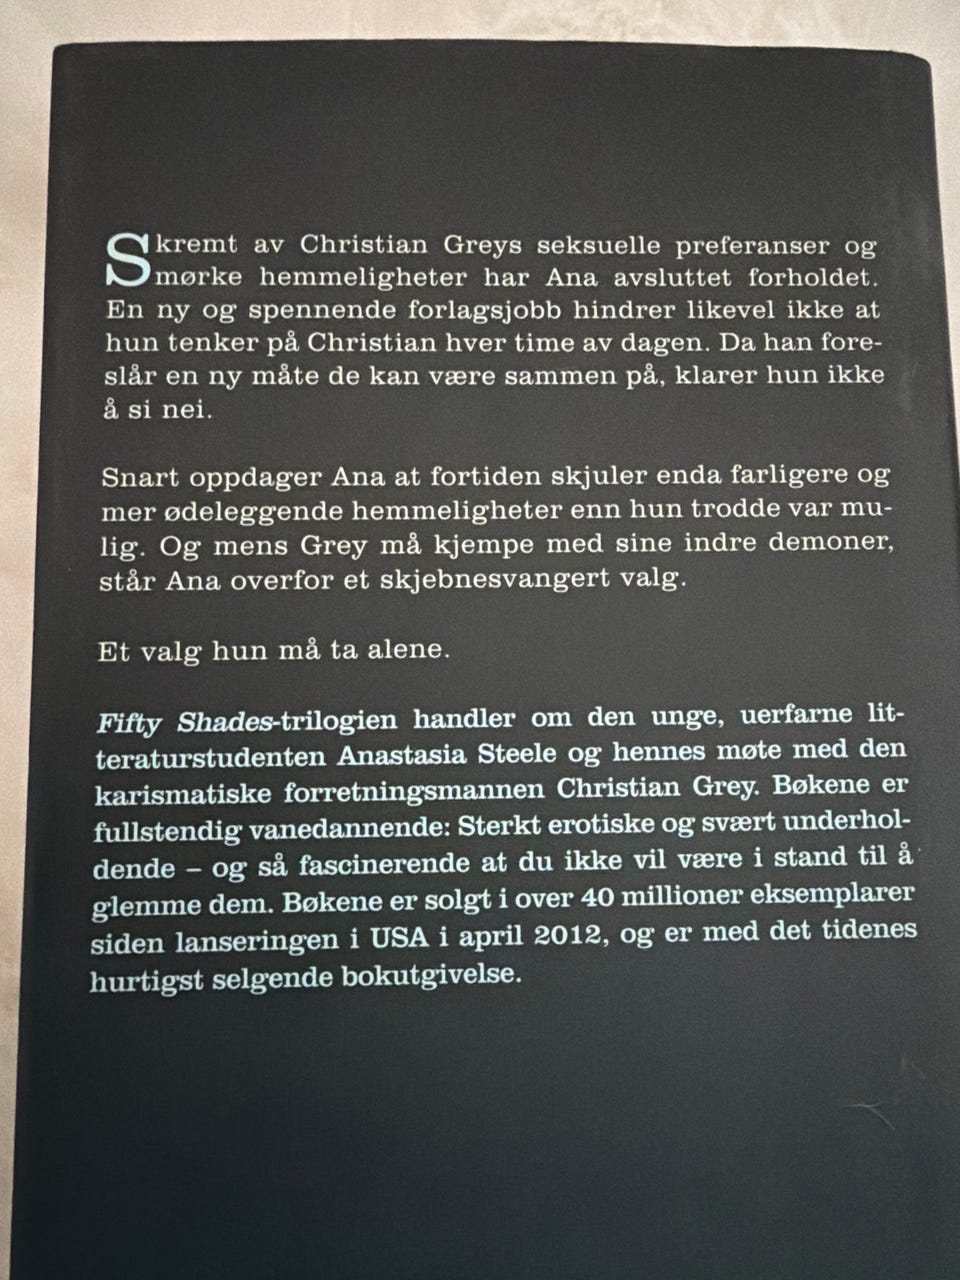 Skremt av Christian Greys seksuelle preferanser og
mørke hemmeligheter har Ana avsluttet forholdet.
En ny og spennende forlagsjobb hindrer likevel ikke at
hun tenker på Christian hver time av dagen. Da han fore-
slår en ny måte de kan være sammen på, klarer hun ikke
å si nei.
Snart oppdager Ana at fortiden skjuler enda farligere og
mer ødeleggende hemmeligheter enn hun trodde var mu-
lig. Og mens Grey må kjempe med sine indre demoner,
står Ana overfor et skjebnesvangert valg.
Et valg hun må ta alene.
Fifty Shades-trilogien handler om den unge, uerfarne lit-
teraturstudenten Anastasia Steele og hennes møte med den
karismatiske forretningsmannen Christian Grey. Bøkene er
fullstendig vanedannende: Sterkt erotiske og svært underhol-
dende – og så fascinerende at du ikke vil være i stand til å
glemme dem. Bøkene er solgt i over 40 millioner eksemplarer
siden lanseringen i USA i april 2012, og er med det tidenes
hurtigst selgende bokutgivelse.